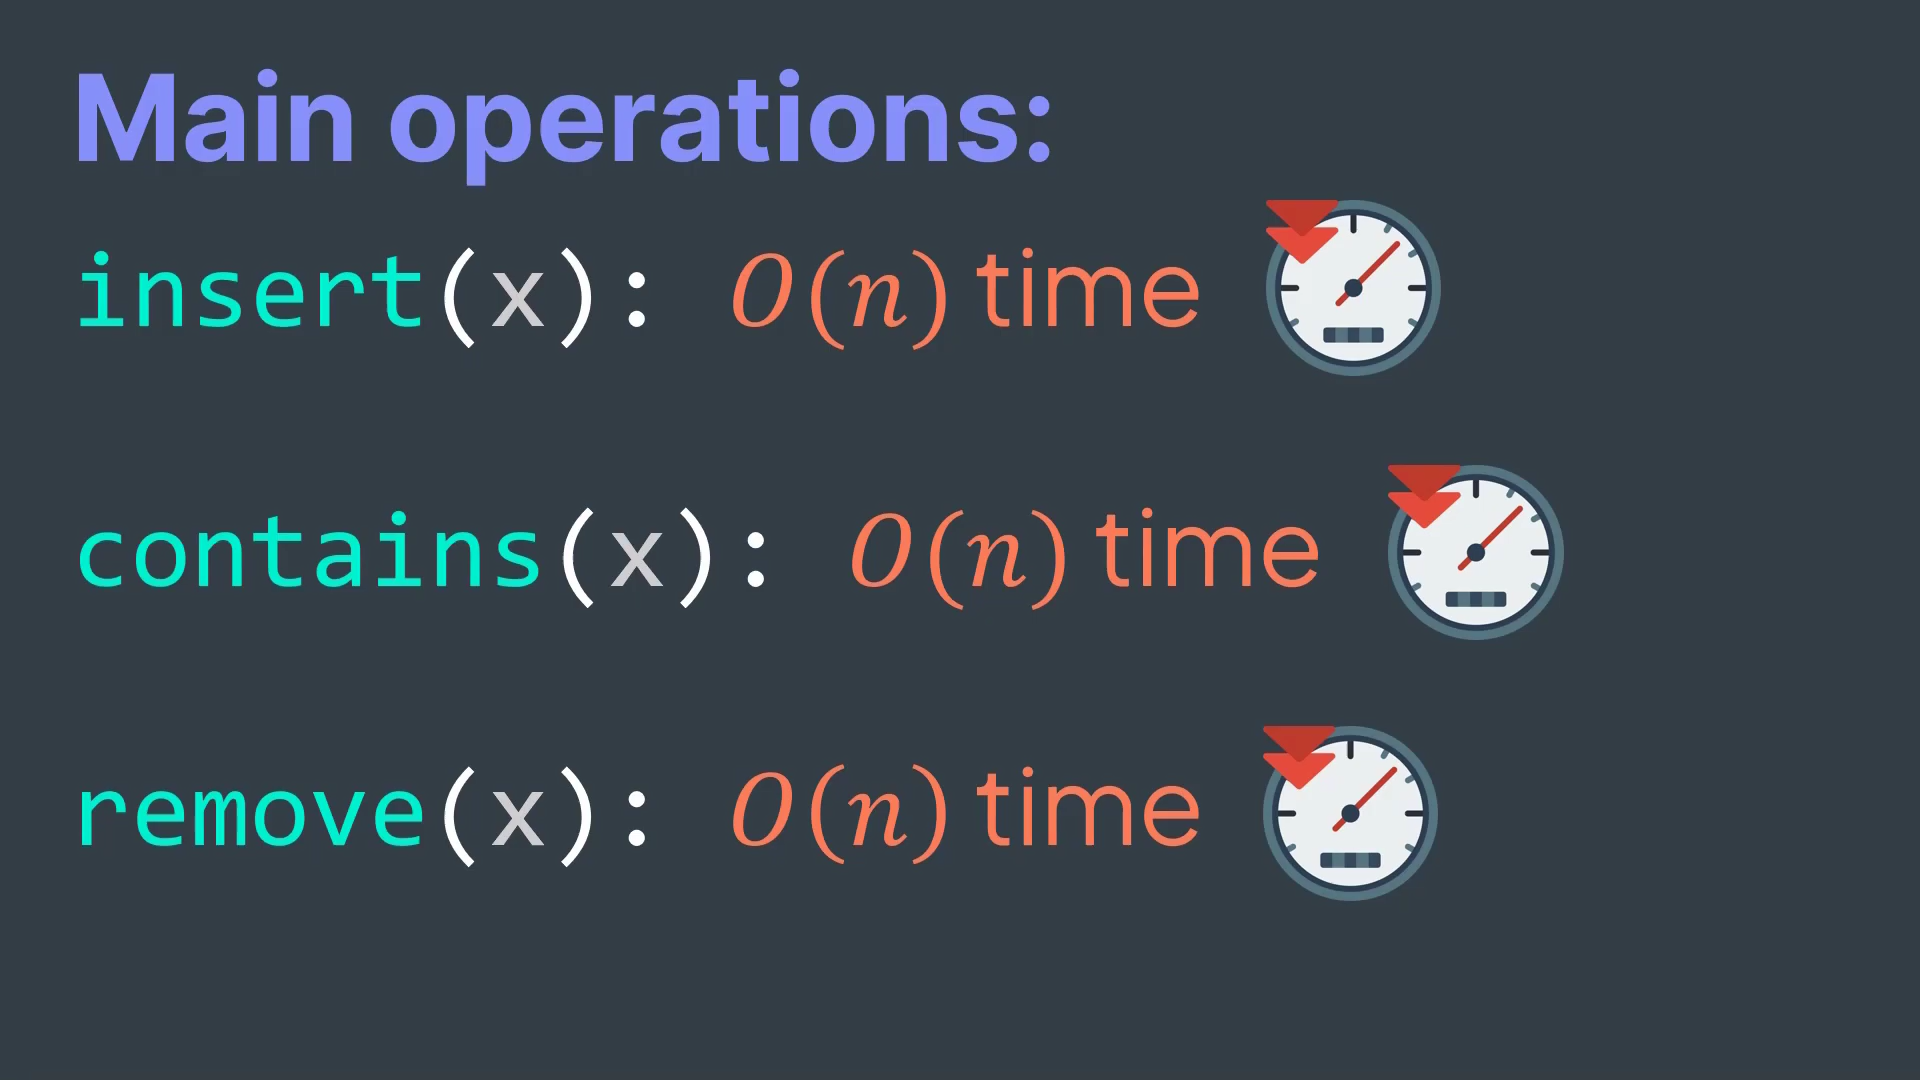 Main operations:
insert(x): O(n) time
contains(x): O(n) time
remove(x): O(n) time